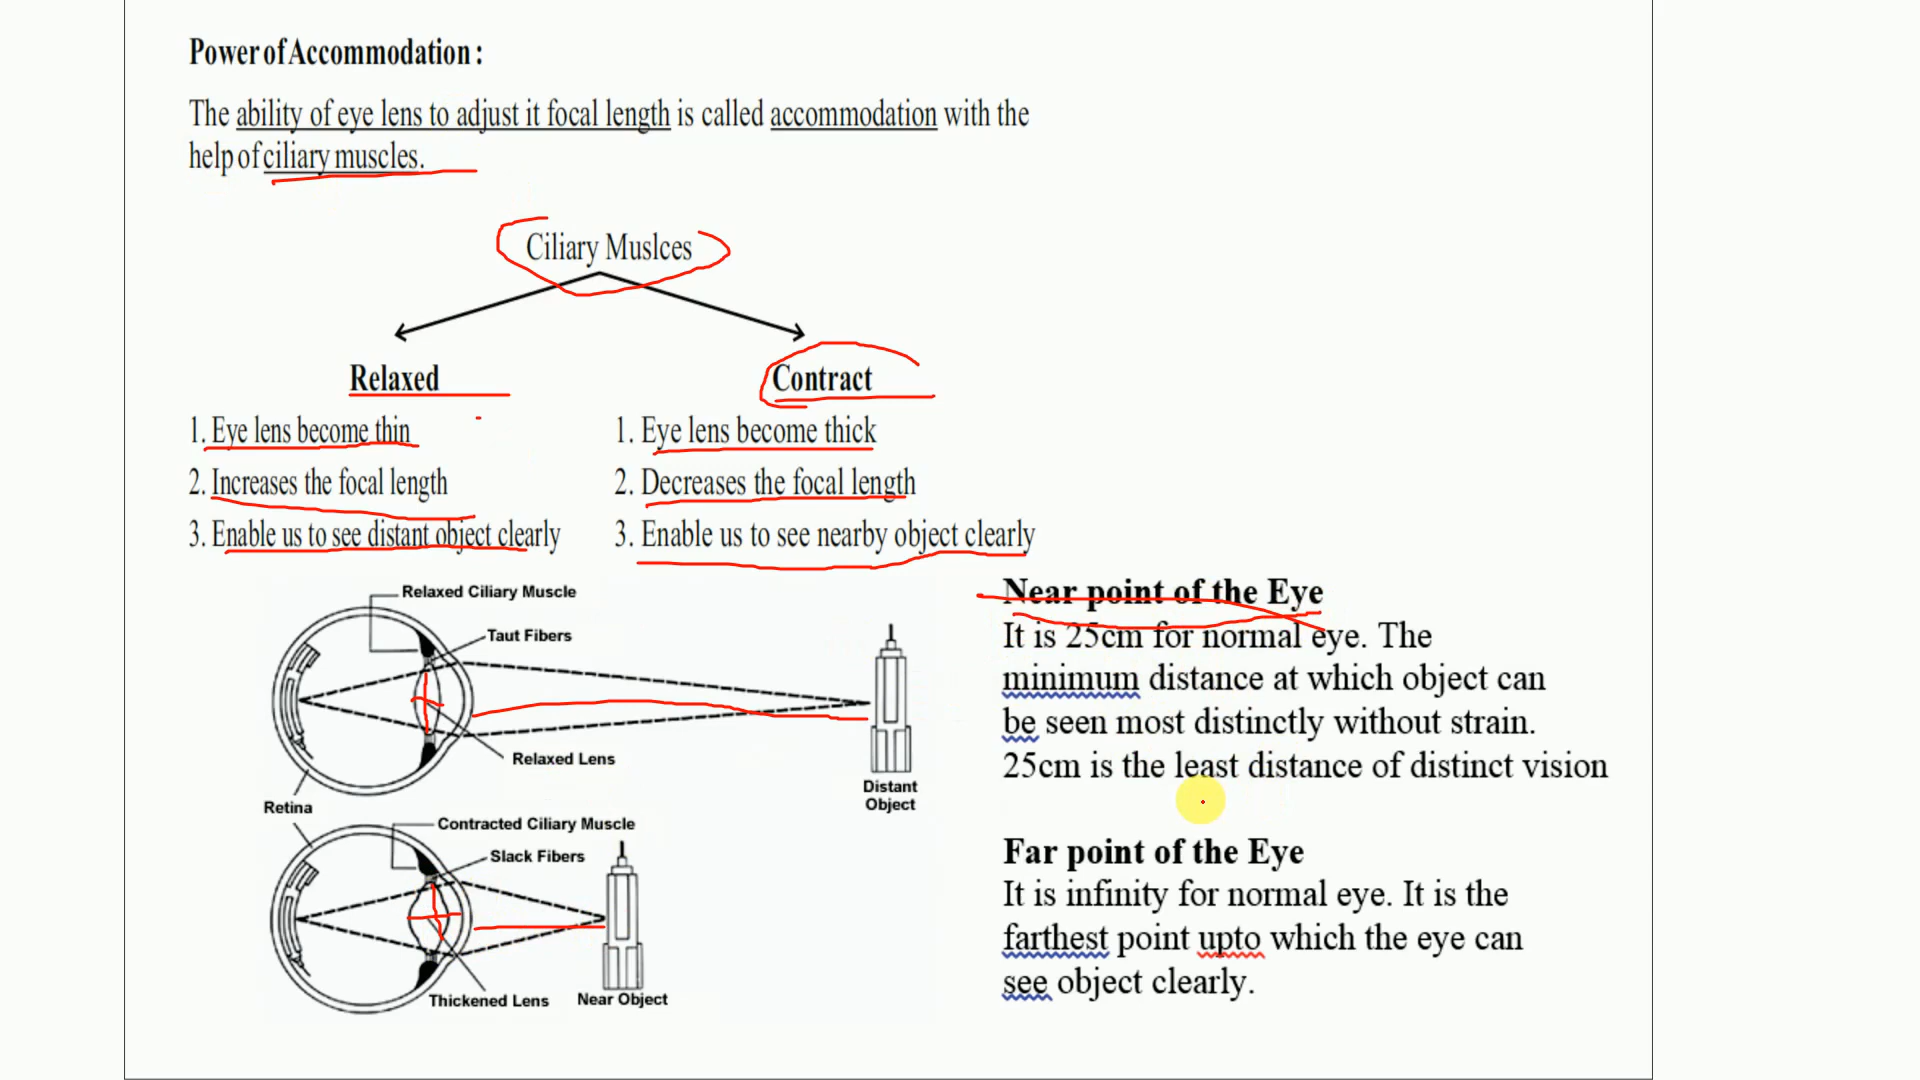 Power of Accommodation :
The ability of eye lens to adjust it focal length is called accommodation with the
help of ciliary muscles.
Ciliary Muslces
Relaxed
1. Eye lens become thin
2. Increases the focal length
3. Enable us to see distant object clearly
Contract
1. Eye lens become thick
2. Decreases the focal length
3. Enable us to see nearby object clearly
Relaxed Ciliary Muscle
Taut Fibers
Relaxed Lens
Distant
Object
Retina
Contracted Ciliary Muscle
Slack Fibers
Thickened Lens
Near Object
Near point of the Eye
It is 25cm for normal eye. The
minimum distance at which object can
be seen most distinctly without strain.
25cm is the least distance of distinct vision
Far point of the Eye
It is infinity for normal eye. It is the
farthest point upto which the eye can
see object clearly.